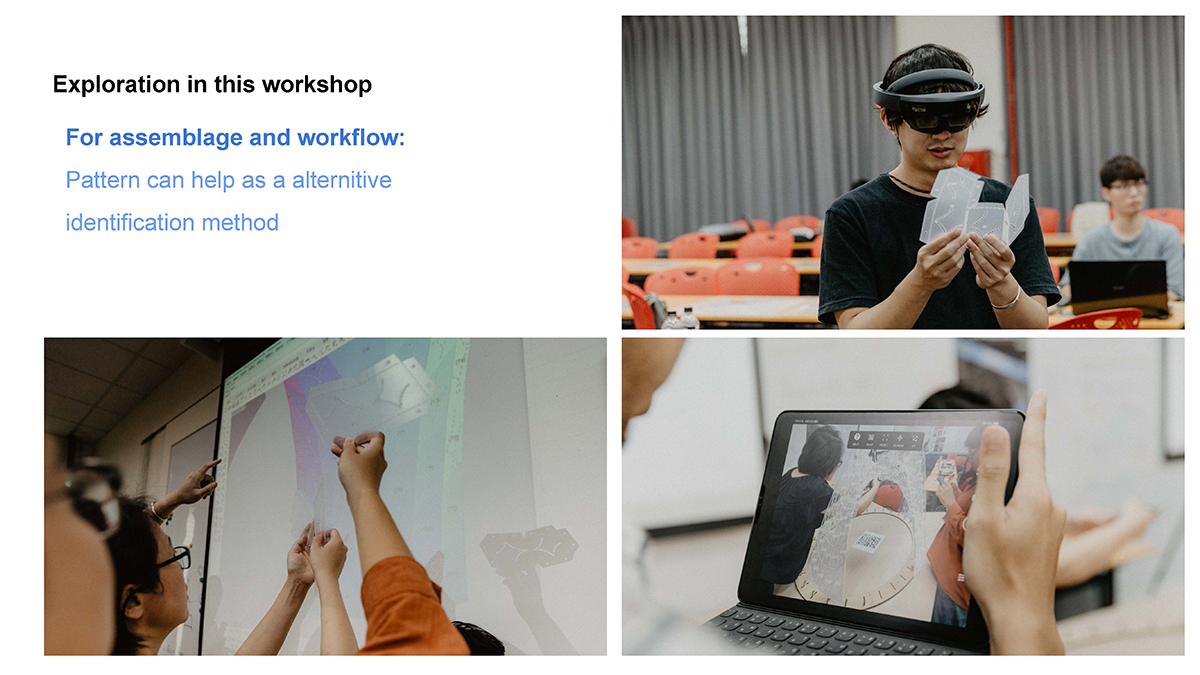 Exploration in this workshop
For assemblage and workflow:
Pattern can help as a alternitive
identification method